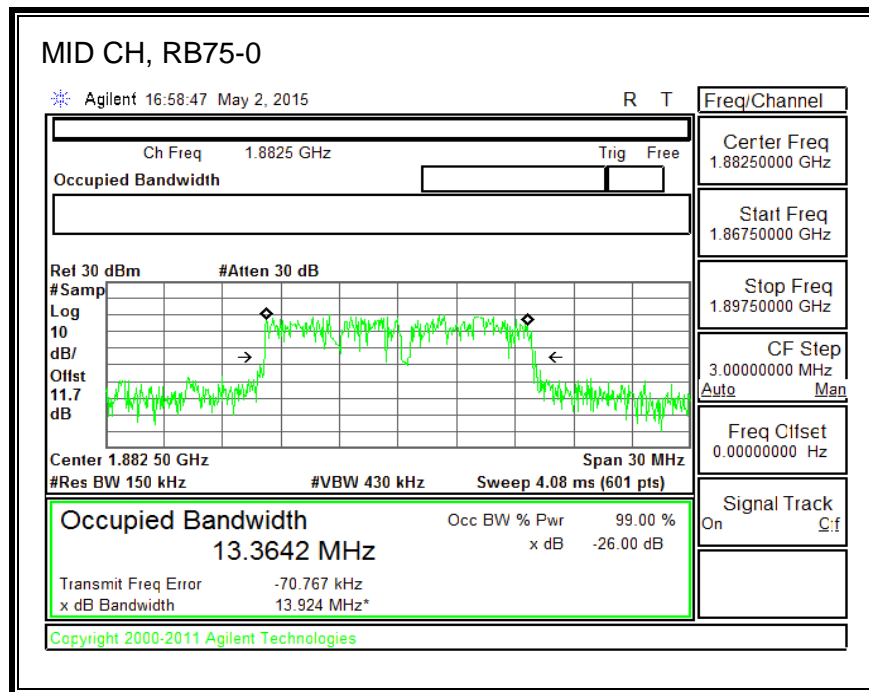 MID CH, RB75-0
Agilent 16:58:47 May 2, 2015 R T
Freq/Channel
Ch Freq 1.8825 GHz Trig Free
Occupied Bandwidth
Center Freq
1.88250000 GHz
Start Freq
1.86750000 GHz
Stop Freq
1.89750000 GHz
CF Step
3.00000000 MHz
Auto Man
Freq Offset
0.00000000 Hz
Signal Track
On Off
Ref 30 dBm #Atten 30 dB
#Samp
Log
10
dB/
Offst
11.7
dB
Center 1.882 50 GHz Span 30 MHz
#Res BW 150 kHz #VBW 430 kHz Sweep 4.08 ms (601 pts)
Occupied Bandwidth
13.3642 MHz
Occ BW % Pwr 99.00 %
x dB -26.00 dB
Transmit Freq Error -70.767 kHz
x dB Bandwidth 13.924 MHz*
Copyright 2000-2011 Agilent Technologies